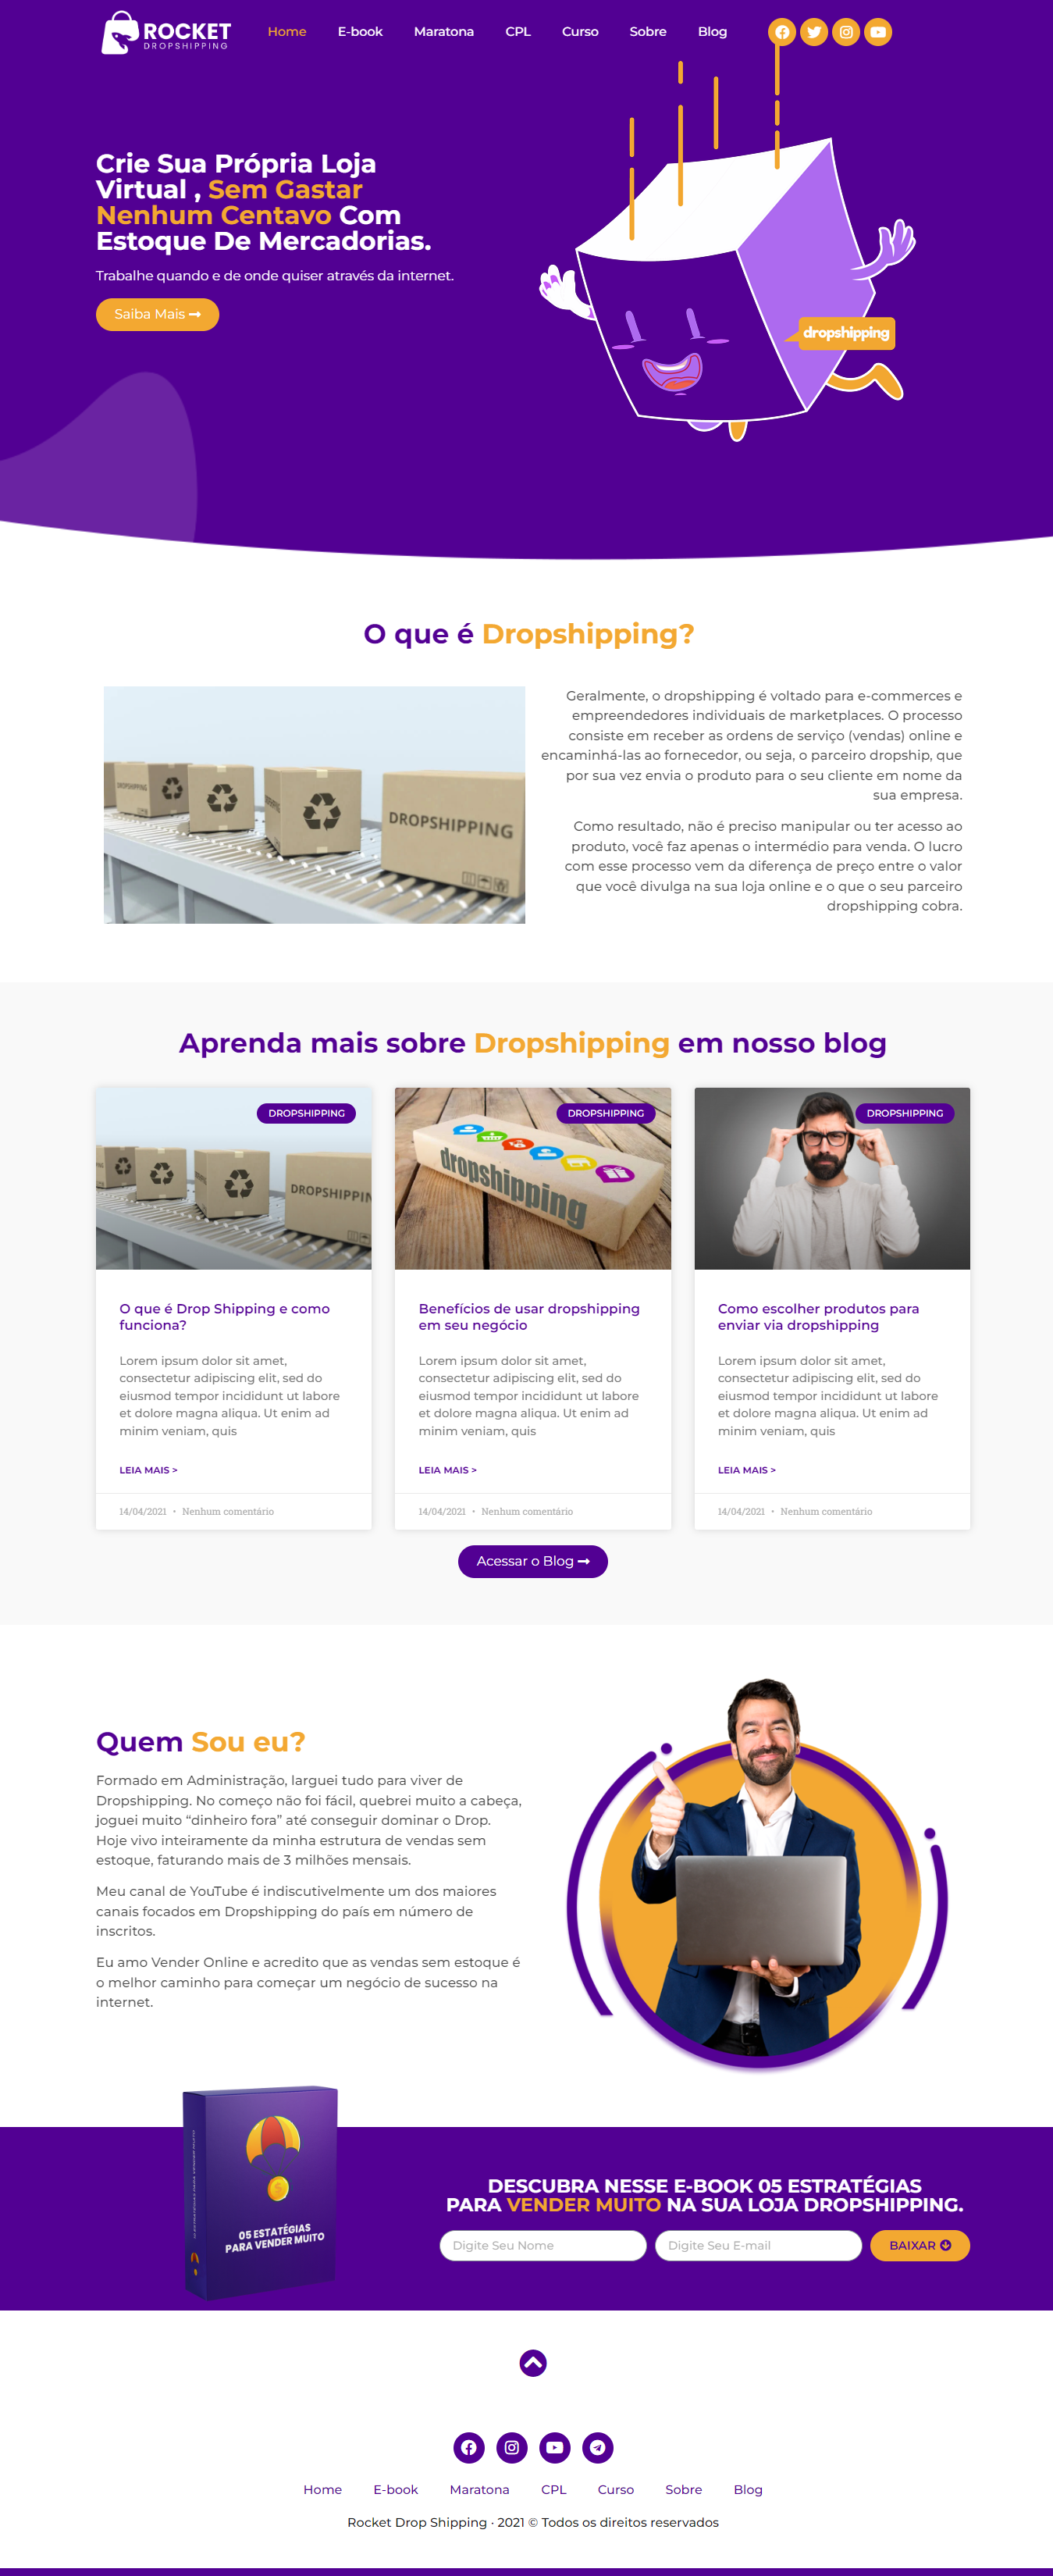 ROCKET
DROPSHIPPING
Home
E-book
Maratona
CPL
Curso
Sobre
Blog
Crie Sua Própria Loja
Virtual , Sem Gastar
Nenhum Centavo Com
Estoque De Mercadorias.
Trabalhe quando e de onde quiser através da internet.
Saiba Mais
dropshipping
O que é Dropshipping?
DROPSHIPPING
DROPSHIPPING
Geralmente, o dropshipping é voltado para e-commerces e
empreendedores individuais de marketplaces. O processo
consiste em receber as ordens de serviço (vendas) online e
encaminhá-las ao fornecedor, ou seja, o parceiro dropship, que
por sua vez envia o produto para o seu cliente em nome da
sua empresa.
Como resultado, não é preciso manipular ou ter acesso ao
produto, você faz apenas o intermédio para venda. O lucro
com esse processo vem da diferença de preço entre o valor
que você divulga na sua loja online e o que o seu parceiro
dropshipping cobra.
Aprenda mais sobre Dropshipping em nosso blog
DROPSHIPPING
DROPSHIPPIN
O que é Drop Shipping e como
funciona?
Lorem ipsum dolor sit amet,
consectetur adipiscing elit, sed do
eiusmod tempor incididunt ut labore
et dolore magna aliqua. Ut enim ad
minim veniam, quis
LEIA MAIS >
14/04/2021 • Nenhum comentário
DROPSHIPPING
dropshipping
Benefícios de usar dropshipping
em seu negócio
Lorem ipsum dolor sit amet,
consectetur adipiscing elit, sed do
eiusmod tempor incididunt ut labore
et dolore magna aliqua. Ut enim ad
minim veniam, quis
LEIA MAIS >
14/04/2021 • Nenhum comentário
DROPSHIPPING
Como escolher produtos para
enviar via dropshipping
Lorem ipsum dolor sit amet,
consectetur adipiscing elit, sed do
eiusmod tempor incididunt ut labore
et dolore magna aliqua. Ut enim ad
minim veniam, quis
LEIA MAIS >
14/04/2021 • Nenhum comentário
Acessar o Blog
Quem Sou eu?
Formado em Administração, larguei tudo para viver de
Dropshipping. No começo não foi fácil, quebrei muito a cabeça,
joguei muito “dinheiro fora” até conseguir dominar o Drop.
Hoje vivo inteiramente da minha estrutura de vendas sem
estoque, faturando mais de 3 milhões mensais.
Meu canal de YouTube é indiscutivelmente um dos maiores
canais focados em Dropshipping do país em número de
inscritos.
Eu amo Vender Online e acredito que as vendas sem estoque é
o melhor caminho para começar um negócio de sucesso na
internet.
05 ESTATÉGIAS
PARA VENDER MUITO
DESCUBRA NESSE E-BOOK 05 ESTRATÉGIAS
PARA VENDER MUITO NA SUA LOJA DROPSHIPPING.
Digite Seu Nome
Digite Seu E-mail
BAIXAR
Home
E-book
Maratona
CPL
Curso
Sobre
Blog
Rocket Drop Shipping · 2021 © Todos os direitos reservados